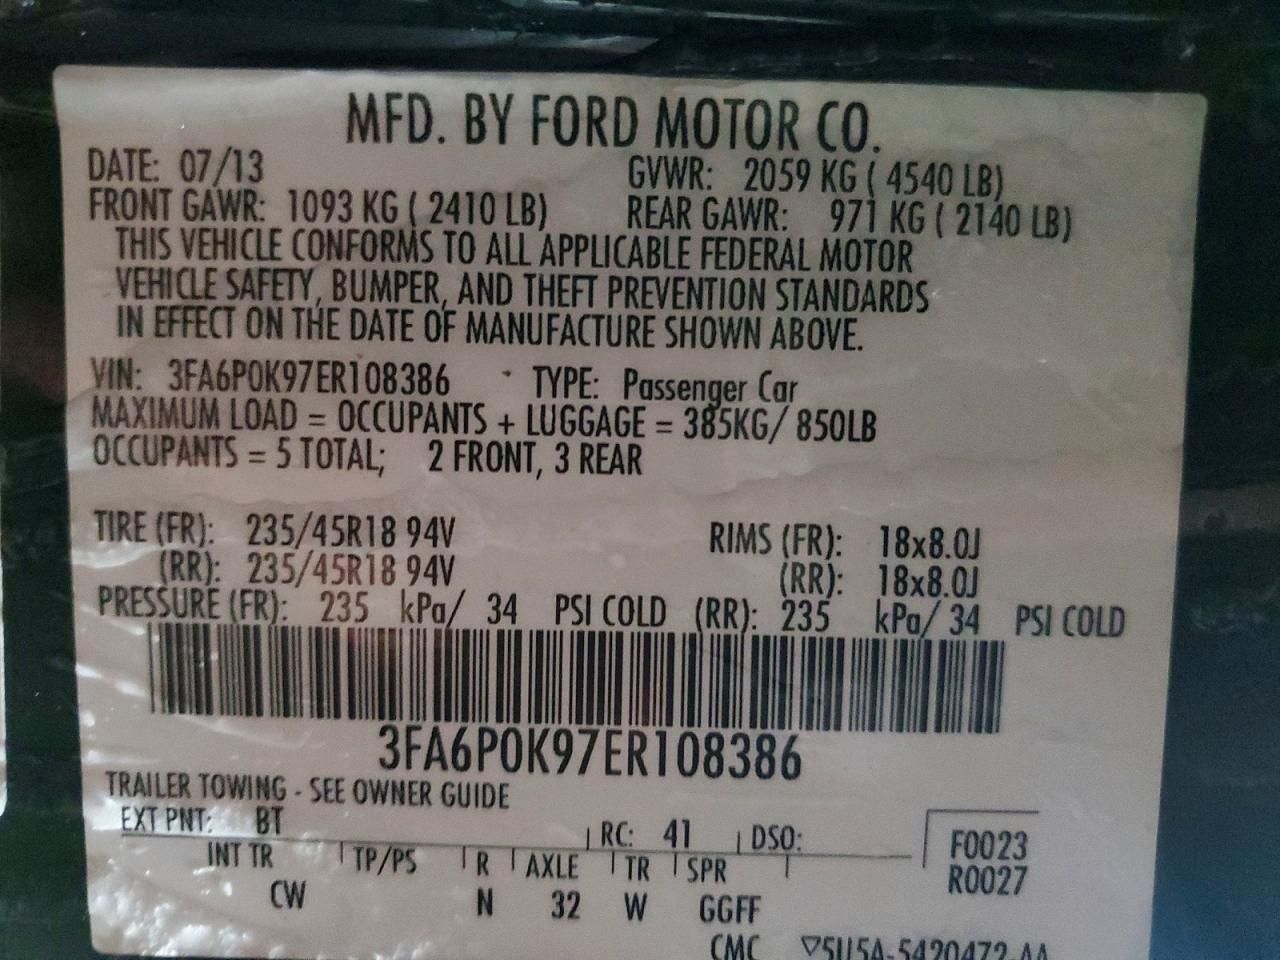 MFD. BY FORD MOTOR CO.
DATE: 07/13 GVWR: 2059 KG ( 4540 LB)
FRONT GAWR: 1093 KG ( 2410 LB) REAR GAWR: 971 KG ( 2140 LB)
THIS VEHICLE CONFORMS TO ALL APPLICABLE FEDERAL MOTOR
VEHICLE SAFETY, BUMPER, AND THEFT PREVENTION STANDARDS
IN EFFECT ON THE DATE OF MANUFACTURE SHOWN ABOVE.
VIN: 3FA6P0K97ER108386 TYPE: Passenger Car
MAXIMUM LOAD = OCCUPANTS + LUGGAGE = 385KG/ 850LB
OCCUPANTS = 5 TOTAL; 2 FRONT, 3 REAR
TIRE (FR): 235/45R18 94V RIMS (FR): 18x8.0J
(RR): 235/45R18 94V (RR): 18x8.0J
PRESSURE (FR): 235 kPa/ 34 PSI COLD (RR): 235 kPa/ 34 PSI COLD
3FA6P0K97ER108386
TRAILER TOWING - SEE OWNER GUIDE
EXT PNT: BT RC: 41 DSO: F0023
INT TR TP/PS R AXLE TR SPR R0027
CW N 32 W GGFF
CMC ▽5U5A-5420472-AA